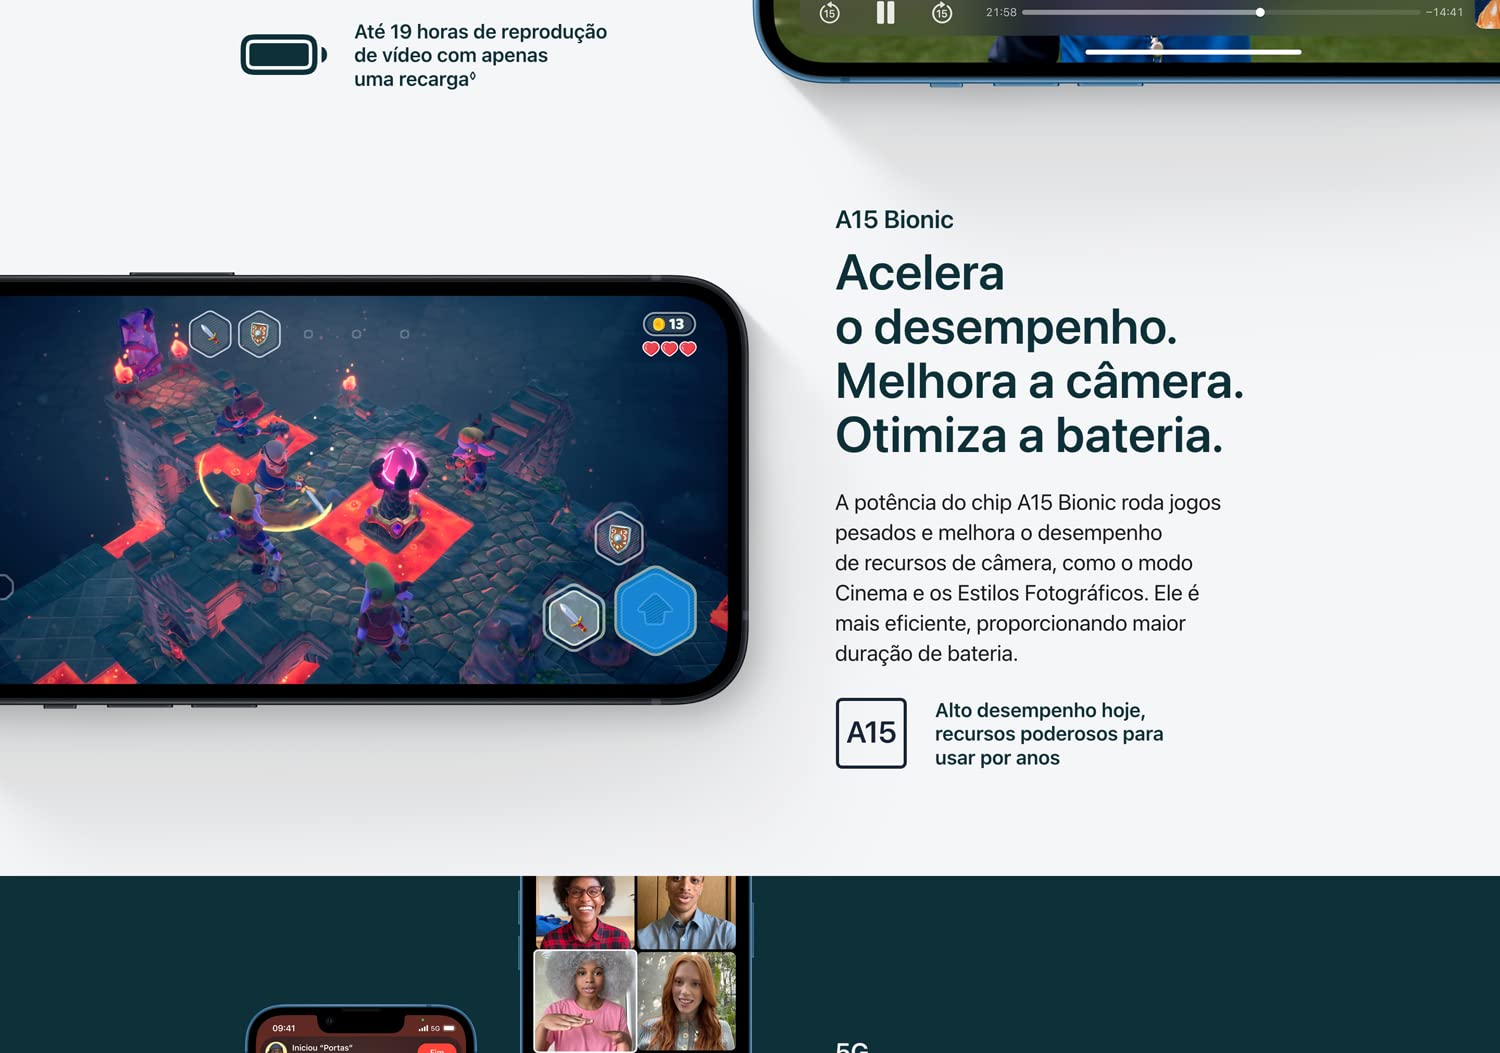 Até 19 horas de reprodução
de vídeo com apenas
uma recarga◊
15
15
21:58
−14:41
A15 Bionic
Acelera
o desempenho.
Melhora a câmera.
Otimiza a bateria.
13
A potência do chip A15 Bionic roda jogos
pesados e melhora o desempenho
de recursos de câmera, como o modo
Cinema e os Estilos Fotográficos. Ele é
mais eficiente, proporcionando maior
duração de bateria.
A15
Alto desempenho hoje,
recursos poderosos para
usar por anos
09:41
5G
Iniciou “Portas”
Fim
5G